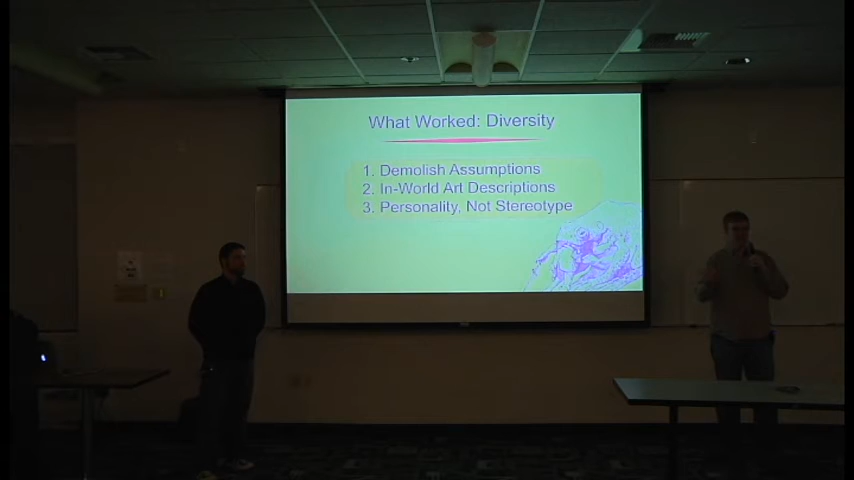 What Worked: Diversity
1. Demolish Assumptions
2. In-World Art Descriptions
3. Personality, Not Stereotype